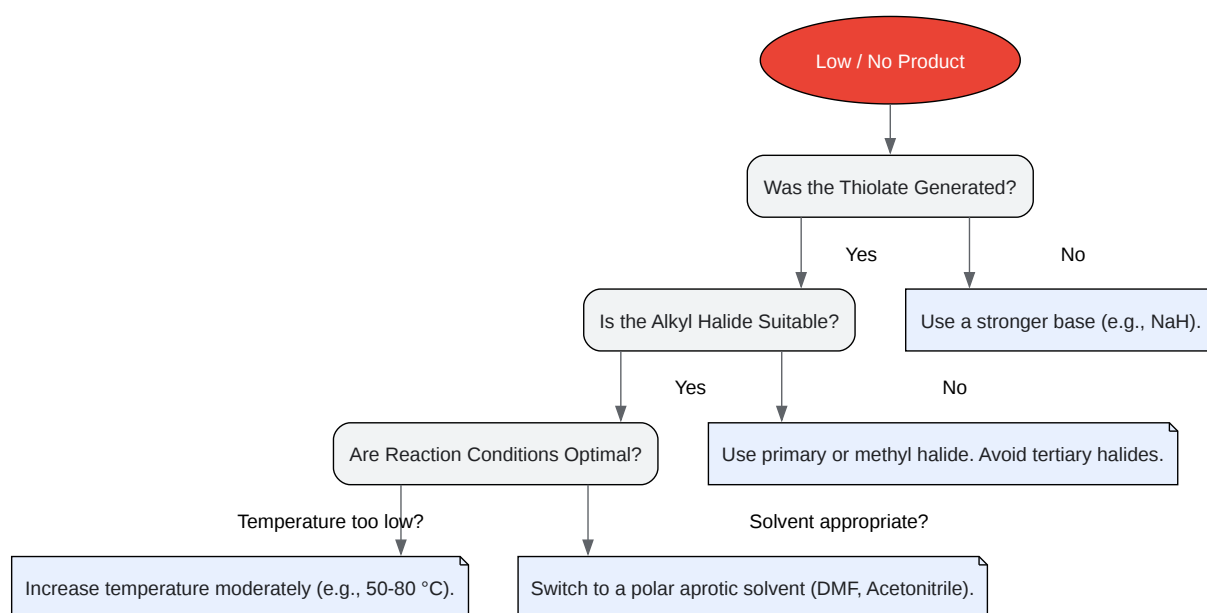 Low / No Product
Was the Thiolate Generated?
Yes
No
Is the Alkyl Halide Suitable?
Use a stronger base (e.g., NaH).
Yes
No
Are Reaction Conditions Optimal?
Use primary or methyl halide. Avoid tertiary halides.
Temperature too low?
Solvent appropriate?
Increase temperature moderately (e.g., 50-80 °C).
Switch to a polar aprotic solvent (DMF, Acetonitrile).